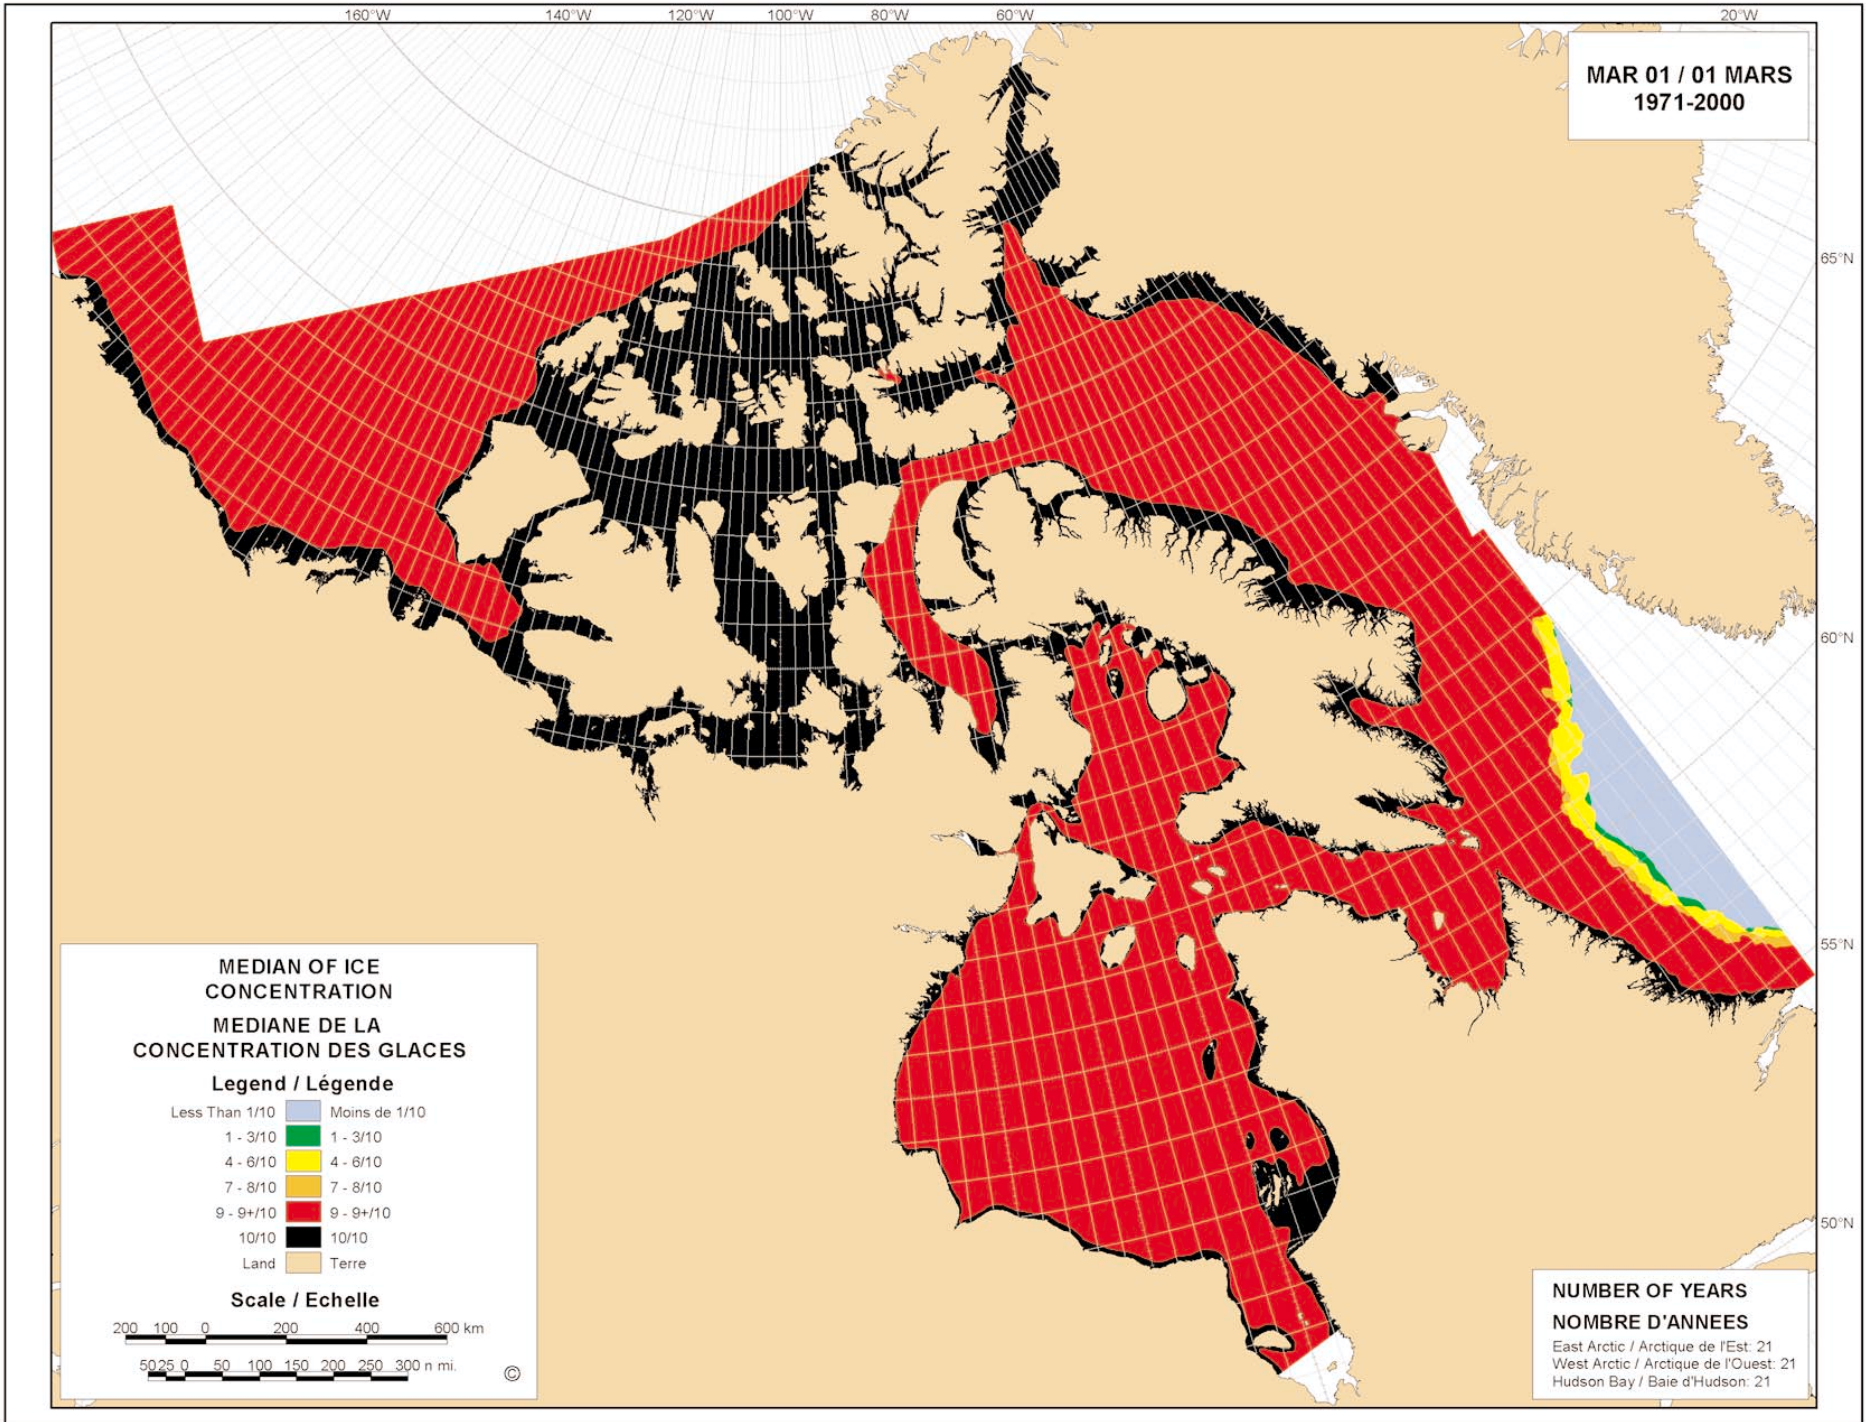 160°W 140°W 120°W 100°W 80°W 60°W 20°W
MAR 01 / 01 MARS
1971-2000
65°N
60°N
55°N
50°N
MEDIAN OF ICE
CONCENTRATION
MEDIANE DE LA
CONCENTRATION DES GLACES
Legend / Légende
Less Than 1/10 Moins de 1/10
1 - 3/10 1 - 3/10
4 - 6/10 4 - 6/10
7 - 8/10 7 - 8/10
9 - 9+/10 9 - 9+/10
10/10 10/10
Land Terre
Scale / Echelle
200 100 0 200 400 600 km
50 25 0 50 100 150 200 250 300 n mi.
©
NUMBER OF YEARS
NOMBRE D'ANNEES
East Arctic / Arctique de l'Est: 21
West Arctic / Arctique de l'Ouest: 21
Hudson Bay / Baie d'Hudson: 21